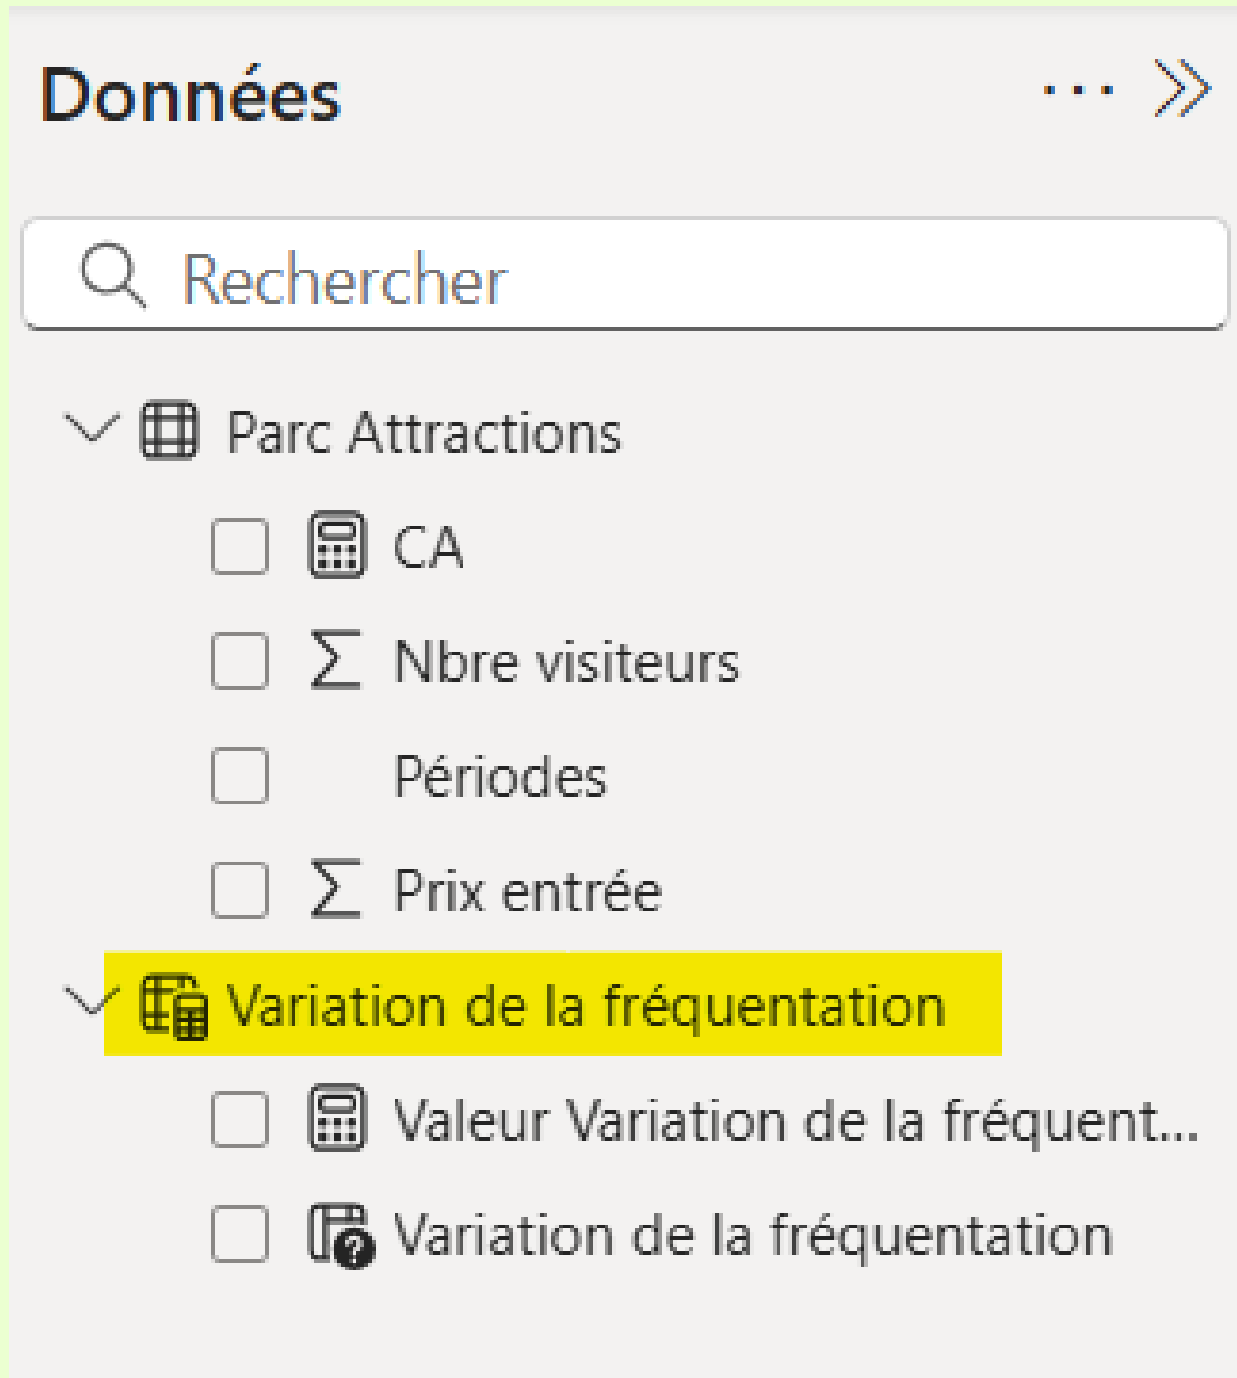 Données
Rechercher
Parc Attractions
CA
Nbre visiteurs
Périodes
Prix entrée
Variation de la fréquentation
Valeur Variation de la fréquent...
Variation de la fréquentation